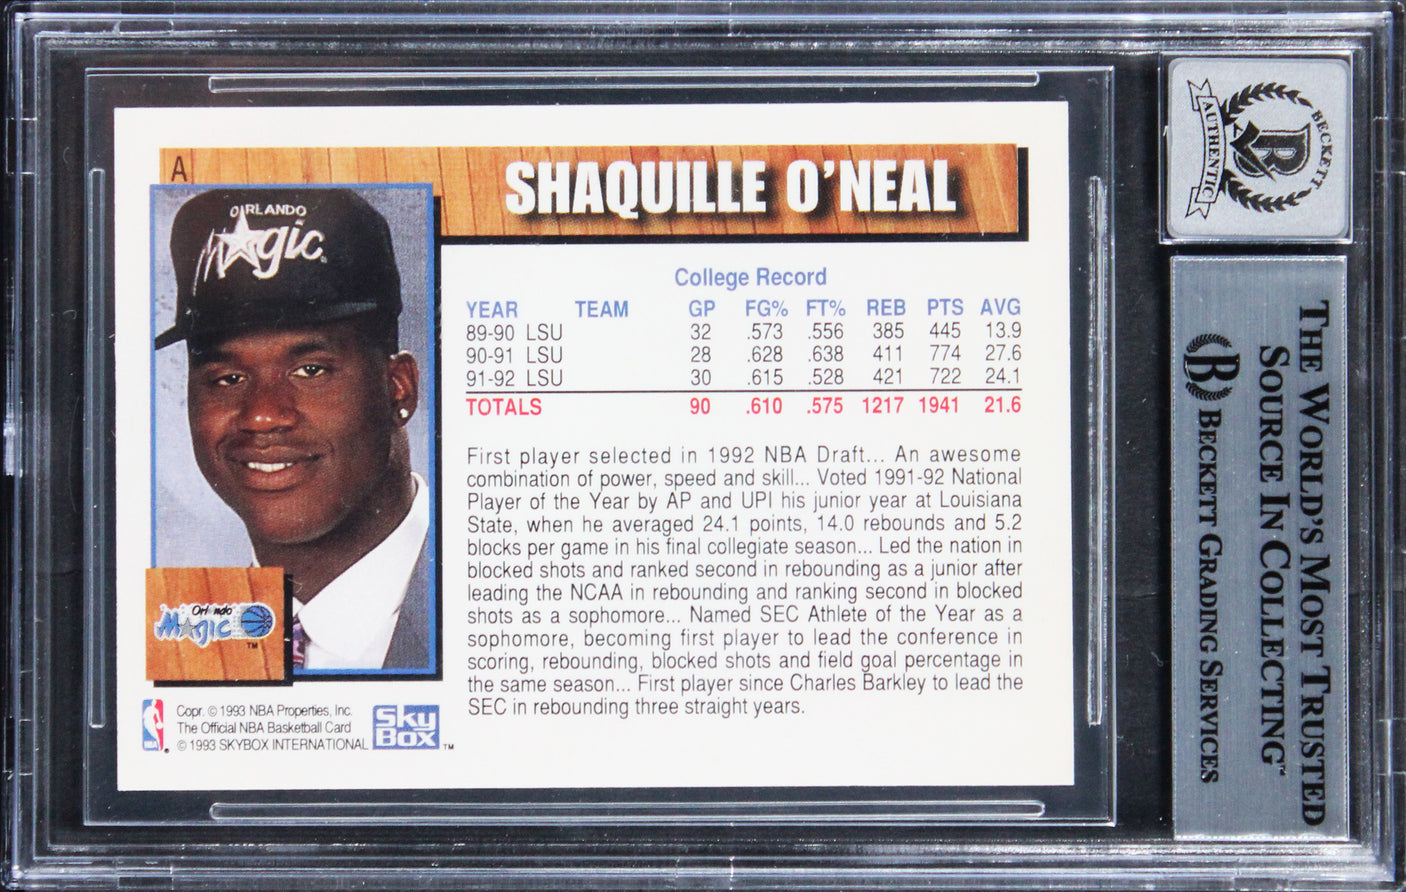 A
SHAQUILLE O'NEAL
ORLANDO
Magic
College Record
YEAR TEAM GP FG% FT% REB PTS AVG
89-90 LSU 32 .573 .556 385 445 13.9
90-91 LSU 28 .628 .638 411 774 27.6
91-92 LSU 30 .615 .528 421 722 24.1
TOTALS 90 .610 .575 1217 1941 21.6
First player selected in 1992 NBA Draft... An awesome
combination of power, speed and skill... Voted 1991-92 National
Player of the Year by AP and UPI his junior year at Louisiana
State, when he averaged 24.1 points, 14.0 rebounds and 5.2
blocks per game in his final collegiate season... Led the nation in
blocked shots and ranked second in rebounding as a junior after
leading the NCAA in rebounding and ranking second in blocked
shots as a sophomore... Named SEC Athlete of the Year as a
sophomore, becoming first player to lead the conference in
scoring, rebounding, blocked shots and field goal percentage in
the same season... First player since Charles Barkley to lead the
SEC in rebounding three straight years.
Orlando
Magic
TM
NBA
®
Copr. © 1993 NBA Properties, Inc.
The Official NBA Basketball Card
© 1993 SKYBOX INTERNATIONAL
Sky
Box
TM
BECKETT
AUTHENTIC
THE WORLD'S MOST TRUSTED
SOURCE IN COLLECTING™
B BECKETT GRADING SERVICES